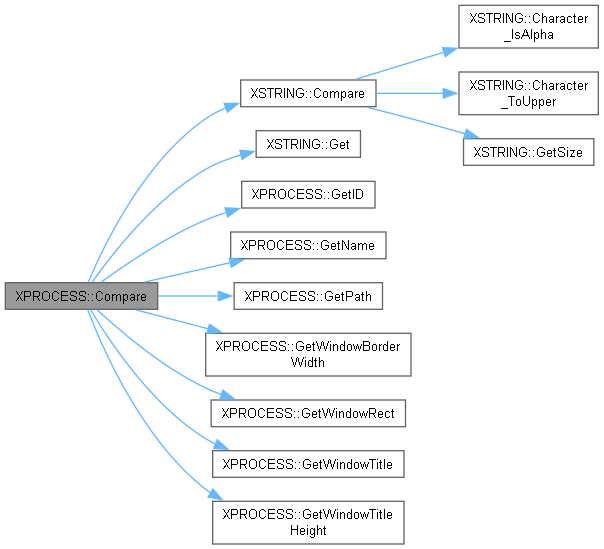 XPROCESS::Compare
XSTRING::Compare
XSTRING::Character
_IsAlpha
XSTRING::Character
_ToUpper
XSTRING::GetSize
XSTRING::Get
XPROCESS::GetID
XPROCESS::GetName
XPROCESS::GetPath
XPROCESS::GetWindowBorder
Width
XPROCESS::GetWindowRect
XPROCESS::GetWindowTitle
XPROCESS::GetWindowTitle
Height